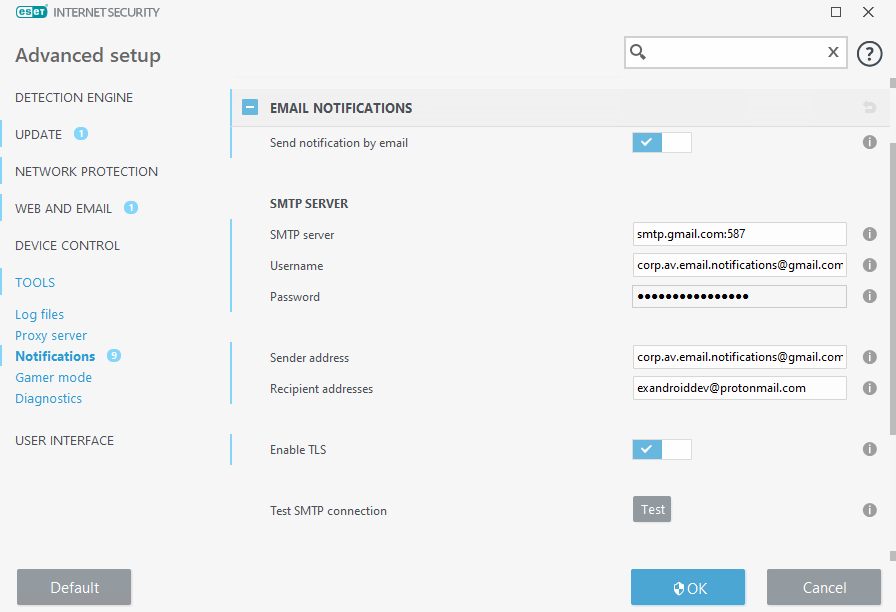 eset INTERNET SECURITY
Advanced setup
x
?
DETECTION ENGINE
UPDATE 1
NETWORK PROTECTION
WEB AND EMAIL 1
DEVICE CONTROL
TOOLS
Log files
Proxy server
Notifications 9
Gamer mode
Diagnostics
USER INTERFACE
EMAIL NOTIFICATIONS
Send notification by email
SMTP SERVER
SMTP server smtp.gmail.com:587
Username corp.av.email.notifications@gmail.com
Password ••••••••••••••••
Sender address corp.av.email.notifications@gmail.com
Recipient addresses exandroiddev@protonmail.com
Enable TLS
Test SMTP connection Test
Default OK Cancel